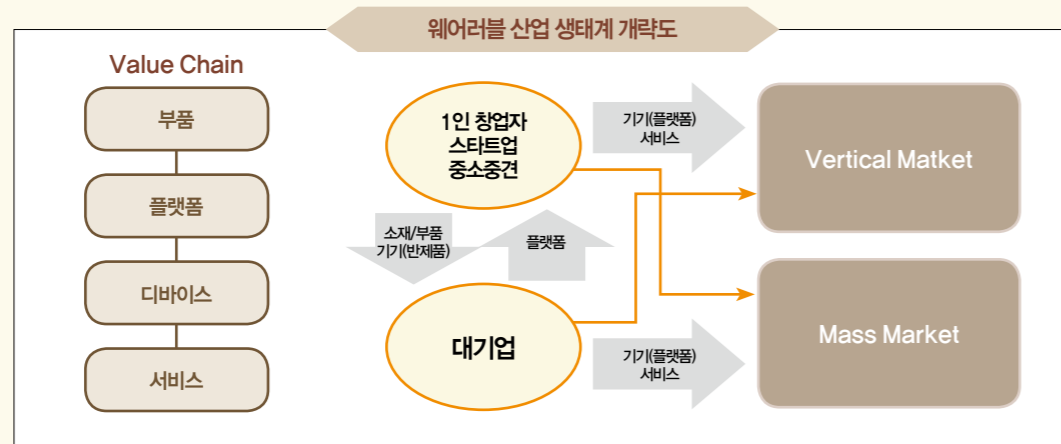 웨어러블 산업 생태계 개략도
Value Chain
부품
플랫폼
디바이스
서비스
1인 창업자
스타트업
중소중견
기기(플랫폼)
서비스
Vertical Matket
소재/부품
기기(반제품)
플랫폼
대기업
기기(플랫폼)
서비스
Mass Market